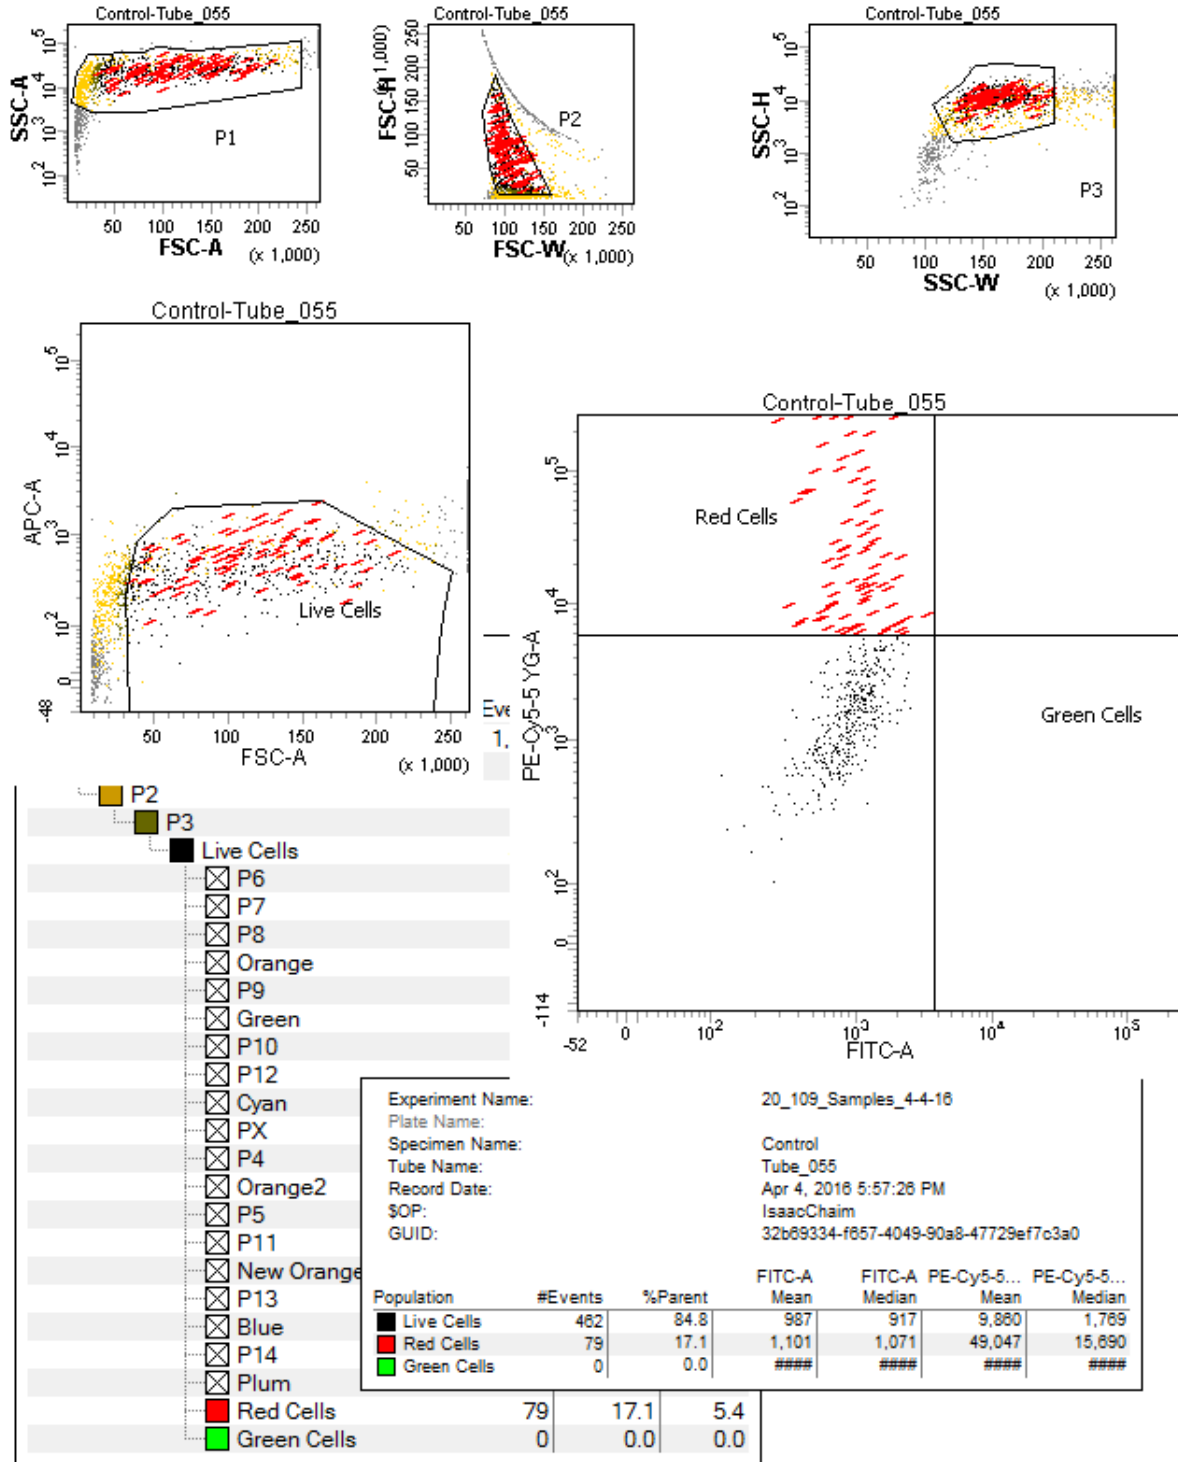 Control-Tube_055
SSC-A
10^5
10^4
10^3
10^2
P1
50 100 150 200 250
FSC-A (x 1,000)
Control-Tube_055
FSC-H
(x 1,000)
250
200
150
100
50
P2
50 100 150 200 250
FSC-W (x 1,000)
Control-Tube_055
SSC-H
10^5
10^4
10^3
10^2
P3
50 100 150 200 250
SSC-W (x 1,000)
Control-Tube_055
APC-A
10^5
10^4
10^3
10^2
0
-48
Live Cells
50 100 150 200 250
FSC-A (x 1,000)
Control-Tube_055
PE-Cy5-5 YG-A
10^5
10^4
10^3
10^2
0
-114
Red Cells
Green Cells
-52 0 10^2 10^3 10^4 10^5
FITC-A
Eve
1,
P2
P3
Live Cells
P6
P7
P8
Orange
P9
Green
P10
P12
Cyan
PX
P4
Orange2
P5
P11
New Orange
P13
Blue
P14
Plum
Red Cells 79 17.1 5.4
Green Cells 0 0.0 0.0
Experiment Name: 20_109_Samples_4-4-16
Plate Name:
Specimen Name: Control
Tube Name: Tube_055
Record Date: Apr 4, 2016 5:57:26 PM
$OP: IsaacChaim
GUID: 32b69334-f657-4049-90a8-47729ef7c3a0
FITC-A FITC-A PE-Cy5-5... PE-Cy5-5...
Population #Events %Parent Mean Median Mean Median
Live Cells 462 84.8 987 917 9,860 1,769
Red Cells 79 17.1 1,101 1,071 49,047 15,690
Green Cells 0 0.0 #### #### #### ####